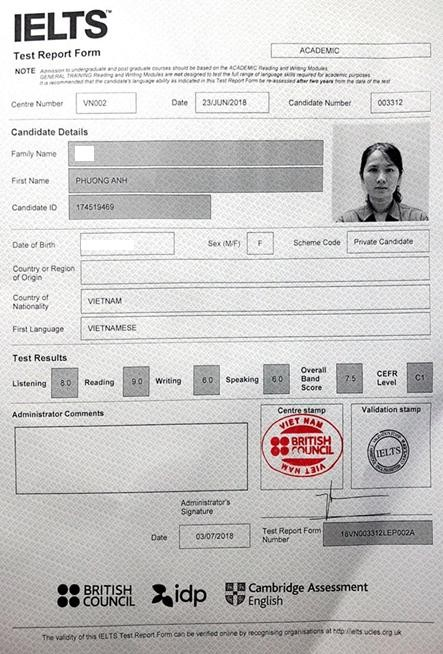 IELTS™
Test Report Form
ACADEMIC
NOTE Admission to undergraduate and post graduate courses should be based on the ACADEMIC Reading and Writing Modules.
GENERAL TRAINING Reading and Writing Modules are not designed to test the full range of language skills required for academic purposes.
It is recommended that the candidate's language ability as indicated in this Test Report Form be re-assessed after two years from the date of the test
Centre Number VN002 Date 23/JUN/2018 Candidate Number 003312
Candidate Details
Family Name
First Name PHUONG ANH
Candidate ID 174519469
Date of Birth Sex (M/F) F Scheme Code Private Candidate
Country or Region of Origin
Country of Nationality VIETNAM
First Language VIETNAMESE
Test Results
Listening 8.0 Reading 9.0 Writing 6.0 Speaking 6.0 Overall Band Score 7.5 CEFR Level C1
Administrator Comments
Centre stamp
VIET NAM
BRITISH COUNCIL
VIET NAM
Validation stamp
IELTS
Administrator's Signature
Date 03/07/2018
Test Report Form Number 18VN003312LEP002A
BRITISH COUNCIL
idp
Cambridge Assessment English
The validity of this IELTS Test Report Form can be verified online by recognising organisations at http://ielts.ucles.org.uk